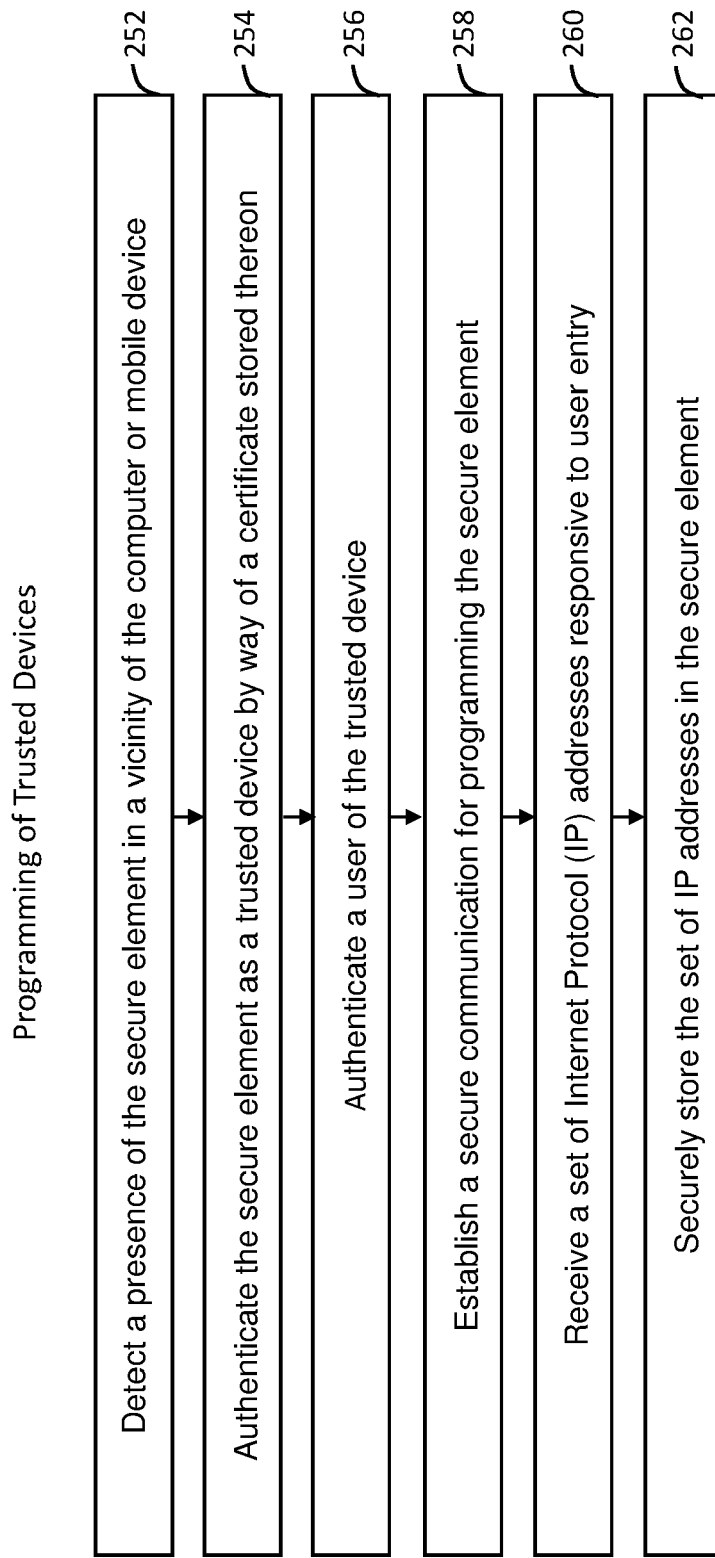 Programming of Trusted Devices
Detect a presence of the secure element in a vicinity of the computer or mobile device
252
Authenticate the secure element as a trusted device by way of a certificate stored thereon
254
Authenticate a user of the trusted device
256
Establish a secure communication for programming the secure element
258
Receive a set of Internet Protocol (IP) addresses responsive to user entry
260
Securely store the set of IP addresses in the secure element
262